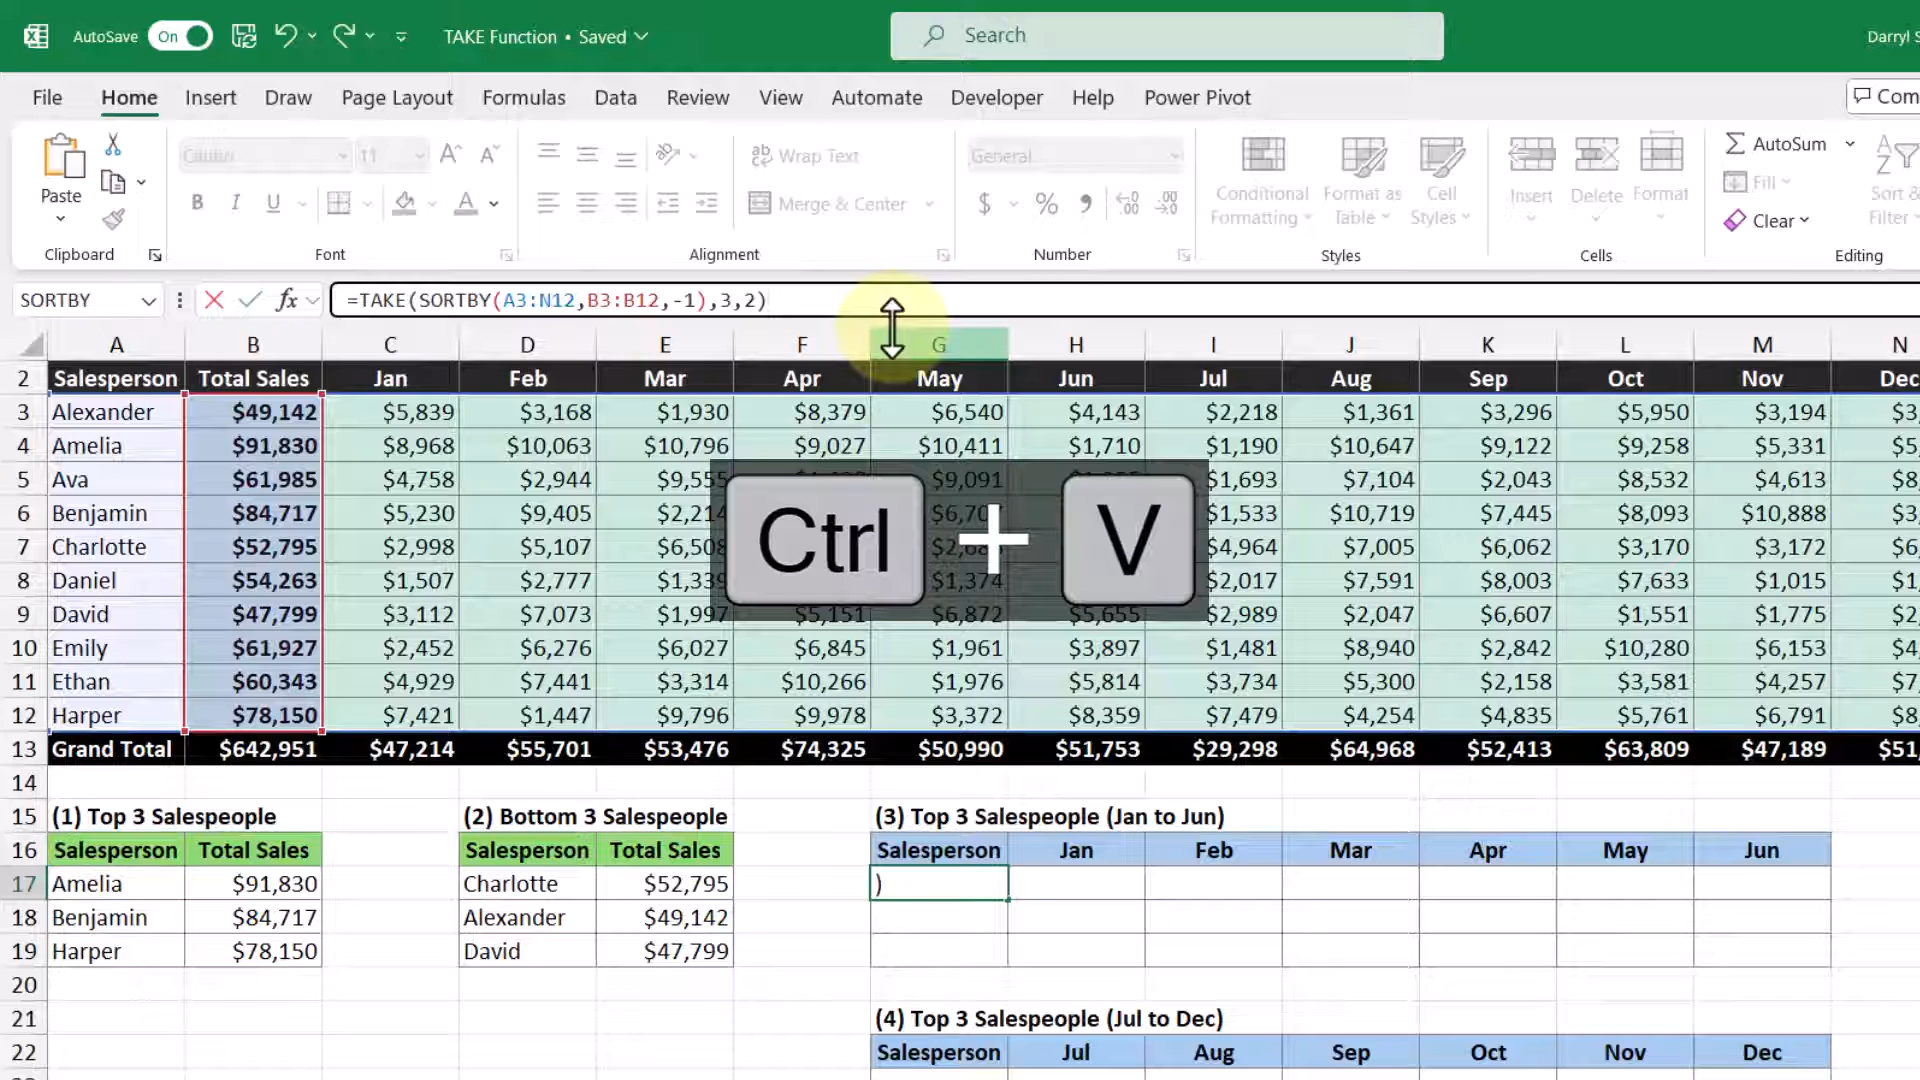 AutoSave On TAKE Function • Saved Search Darryl S
File Home Insert Draw Page Layout Formulas Data Review View Automate Developer Help Power Pivot Com
Paste
Clipboard
11
B I U A
Font
ab Wrap Text
Merge & Center
Alignment
General
$ % 9
Number
Conditional Formatting
Format as Table
Cell Styles
Styles
Insert Delete Format
Cells
AutoSum
Fill
Clear
Sort &
Filter
Editing
SORTBY fx =TAKE(SORTBY(A3:N12,B3:B12,-1),3,2)
A B C D E F G H I J K L M N
2 Salesperson Total Sales Jan Feb Mar Apr May Jun Jul Aug Sep Oct Nov Dec
3 Alexander $49,142 $5,839 $3,168 $1,930 $8,379 $6,540 $4,143 $2,218 $1,361 $3,296 $5,950 $3,194 $3,
4 Amelia $91,830 $8,968 $10,063 $10,796 $9,027 $10,411 $1,710 $1,190 $10,647 $9,122 $9,258 $5,331 $5,
5 Ava $61,985 $4,758 $2,944 $9,555 $9,091 $1,693 $7,104 $2,043 $8,532 $4,613 $8,
6 Benjamin $84,717 $5,230 $9,405 $2,214 $1,533 $10,719 $7,445 $8,093 $10,888 $3,
7 Charlotte $52,795 $2,998 $5,107 $6,508 $4,964 $7,005 $6,062 $3,170 $3,172 $6,
8 Daniel $54,263 $1,507 $2,777 $1,339 $1,374 $2,017 $7,591 $8,003 $7,633 $1,015 $1,
9 David $47,799 $3,112 $7,073 $1,997 $5,151 $6,872 $5,655 $2,989 $2,047 $6,607 $1,551 $1,775 $2,
10 Emily $61,927 $2,452 $6,276 $6,027 $6,845 $1,961 $3,897 $1,481 $8,940 $2,842 $10,280 $6,153 $4,
11 Ethan $60,343 $4,929 $7,441 $3,314 $10,266 $1,976 $5,814 $3,734 $5,300 $2,158 $3,581 $4,257 $7,
12 Harper $78,150 $7,421 $1,447 $9,796 $9,978 $3,372 $8,359 $7,479 $4,254 $4,835 $5,761 $6,791 $8,
13 Grand Total $642,951 $47,214 $55,701 $53,476 $74,325 $50,990 $51,753 $29,298 $64,968 $52,413 $63,809 $47,189 $51,
Ctrl + V
14
15 (1) Top 3 Salespeople (2) Bottom 3 Salespeople (3) Top 3 Salespeople (Jan to Jun)
16 Salesperson Total Sales Salesperson Total Sales Salesperson Jan Feb Mar Apr May Jun
17 Amelia $91,830 Charlotte $52,795 )
18 Benjamin $84,717 Alexander $49,142
19 Harper $78,150 David $47,799
20
21 (4) Top 3 Salespeople (Jul to Dec)
22 Salesperson Jul Aug Sep Oct Nov Dec